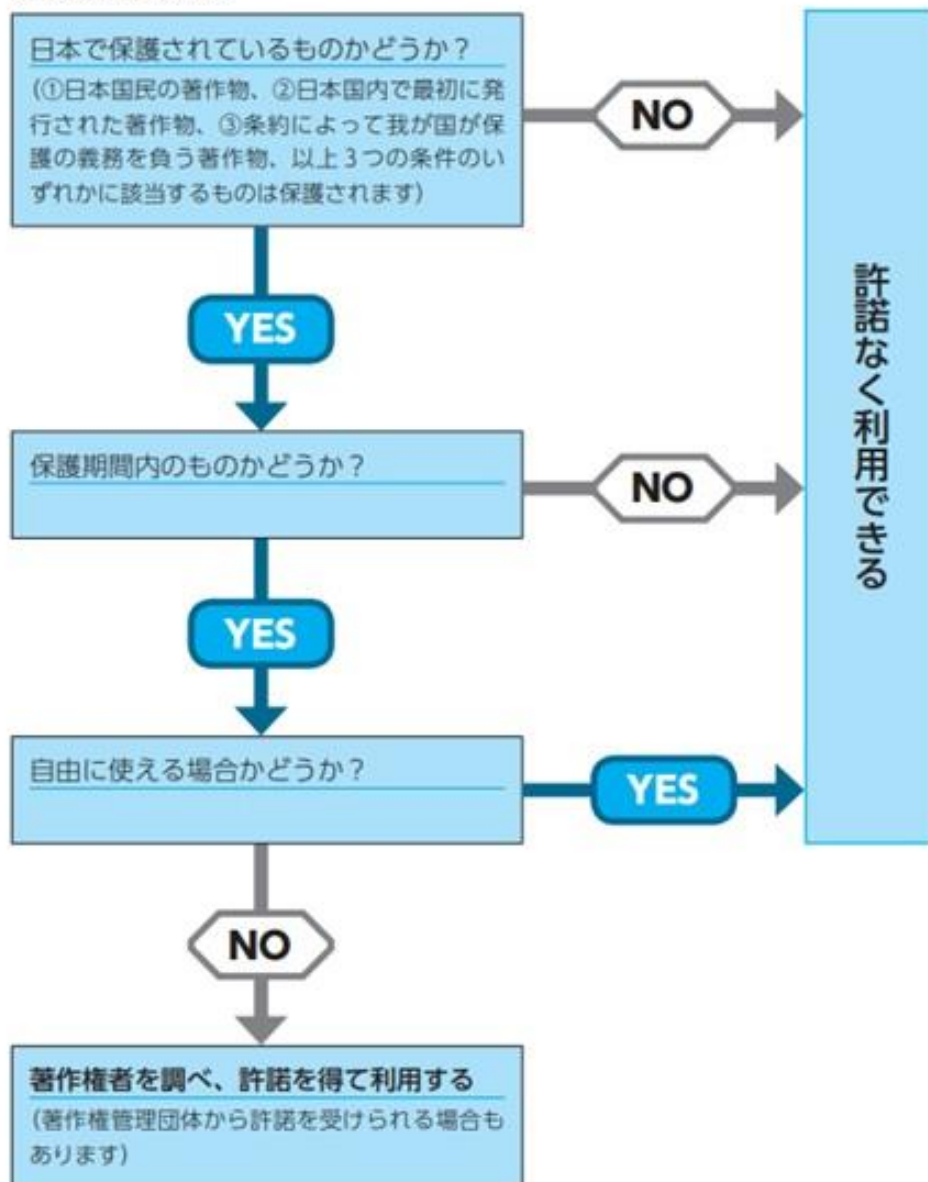 日本で保護されているものかどうか？
(①日本国民の著作物、②日本国内で最初に発
行された著作物、③条約によって我が国が保
護の義務を負う著作物、以上3つの条件のい
ずれかに該当するものは保護されます)
NO
YES
保護期間内のものかどうか？
NO
YES
自由に使える場合かどうか？
YES
NO
著作権者を調べ、許諾を得て利用する
(著作権管理団体から許諾を受けられる場合も
あります)
許諾なく利用できる